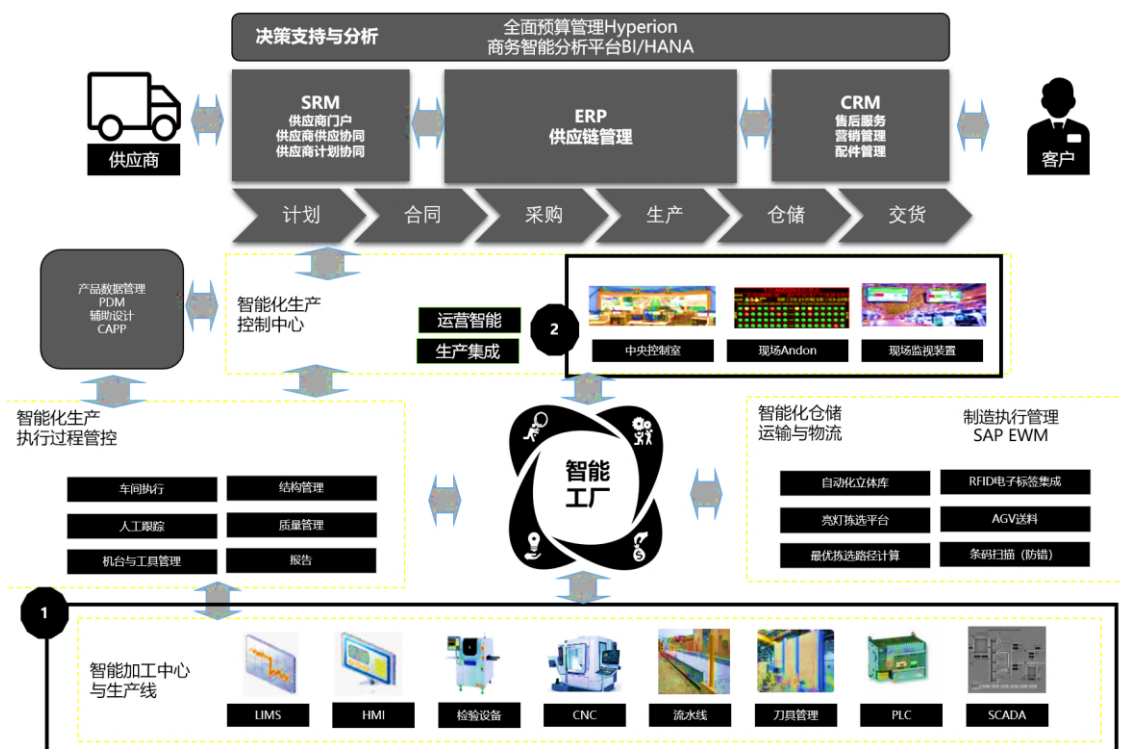 决策支持与分析
全面预算管理Hyperion
商务智能分析平台BI/HANA
供应商
SRM
供应商门户
供应商供应协同
供应商计划协同
ERP
供应链管理
CRM
售后服务
营销管理
配件管理
客户
计划
合同
采购
生产
仓储
交货
产品数据管理
PDM
辅助设计
CAPP
智能化生产
控制中心
运营智能
生产集成
2
中央控制室
现场Andon
现场监视装置
智能化生产
执行过程管控
车间执行
结构管理
人工跟踪
质量管理
机台与工具管理
报告
智能
工厂
智能化仓储
运输与物流
制造执行管理
SAP EWM
自动化立体库
RFID电子标签集成
亮灯拣选平台
AGV送料
最优拣选路径计算
条码扫描（防错）
1
智能加工中心
与生产线
LIMS
HMI
检验设备
CNC
流水线
刀具管理
PLC
SCADA